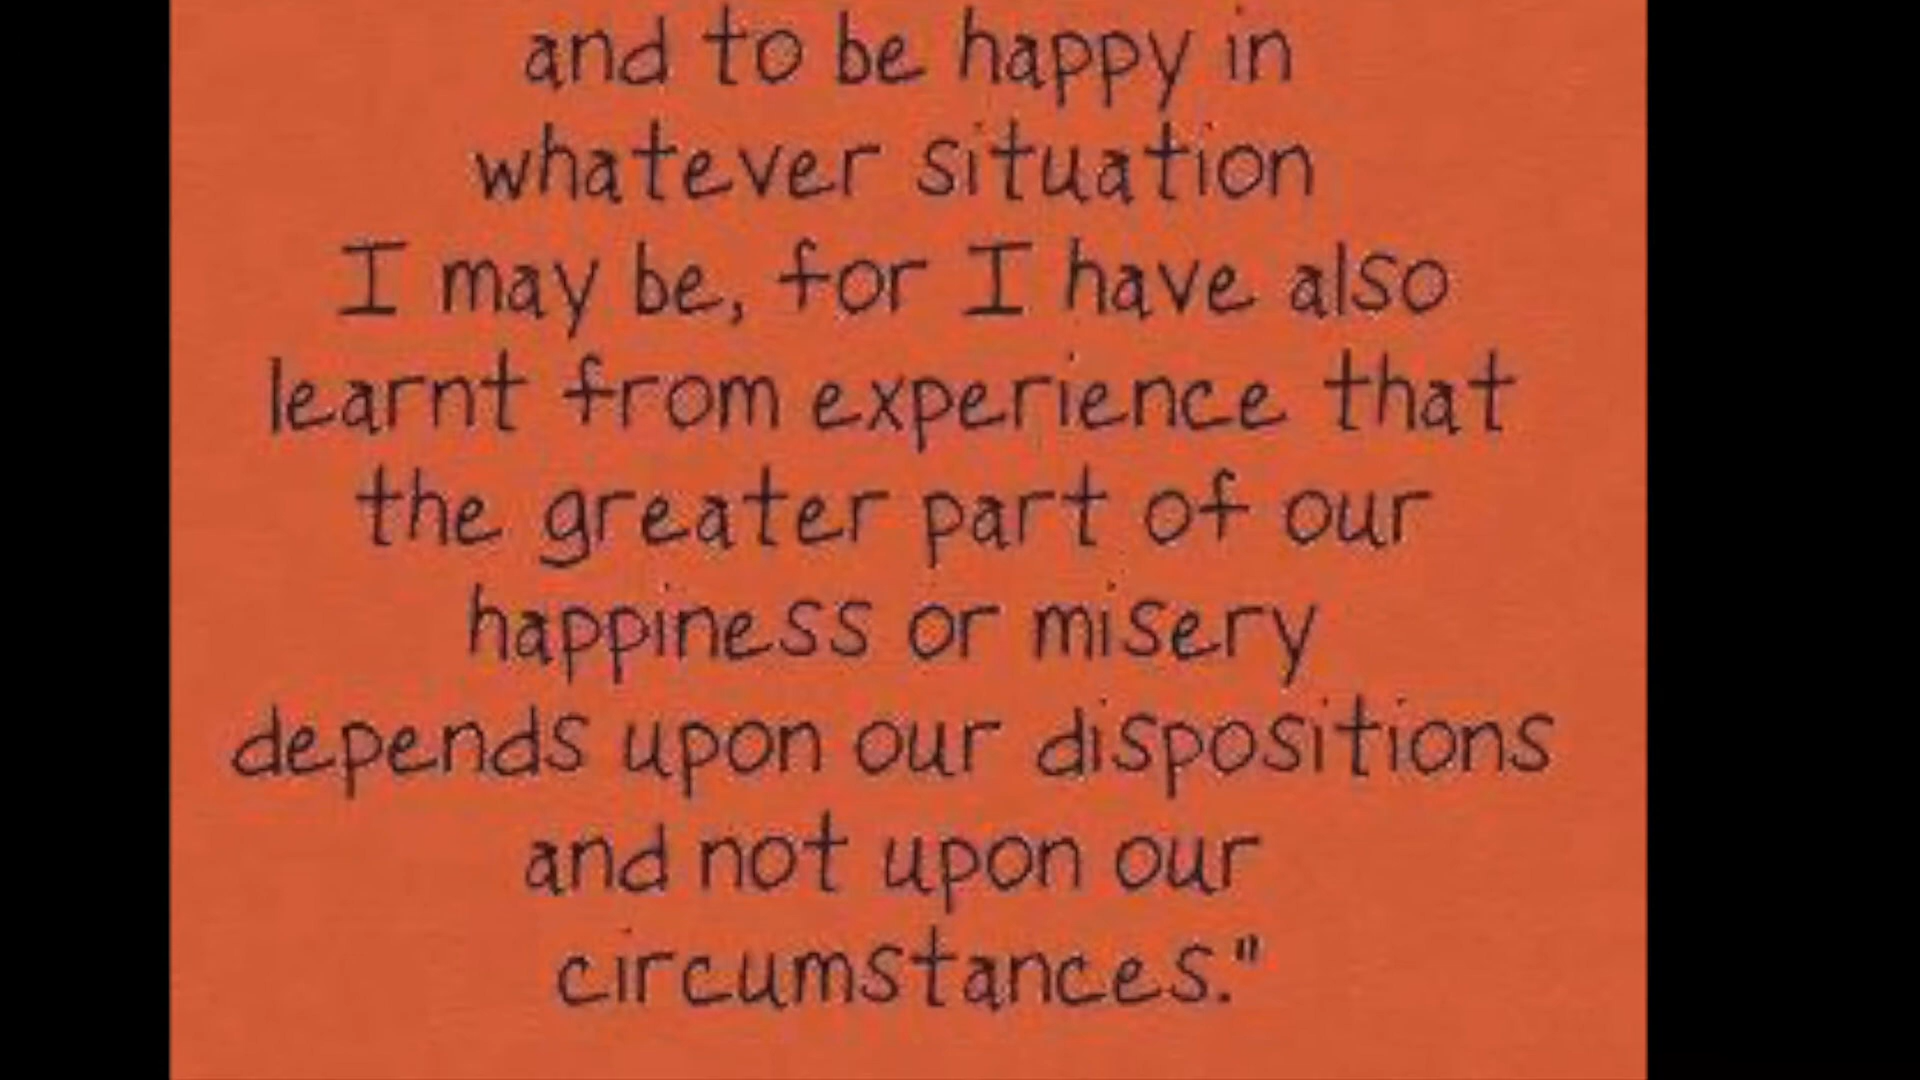 and to be happy in
whatever situation
I may be, for I have also
learnt from experience that
the greater part of our
happiness or misery
depends upon our dispositions
and not upon our
circumstances."